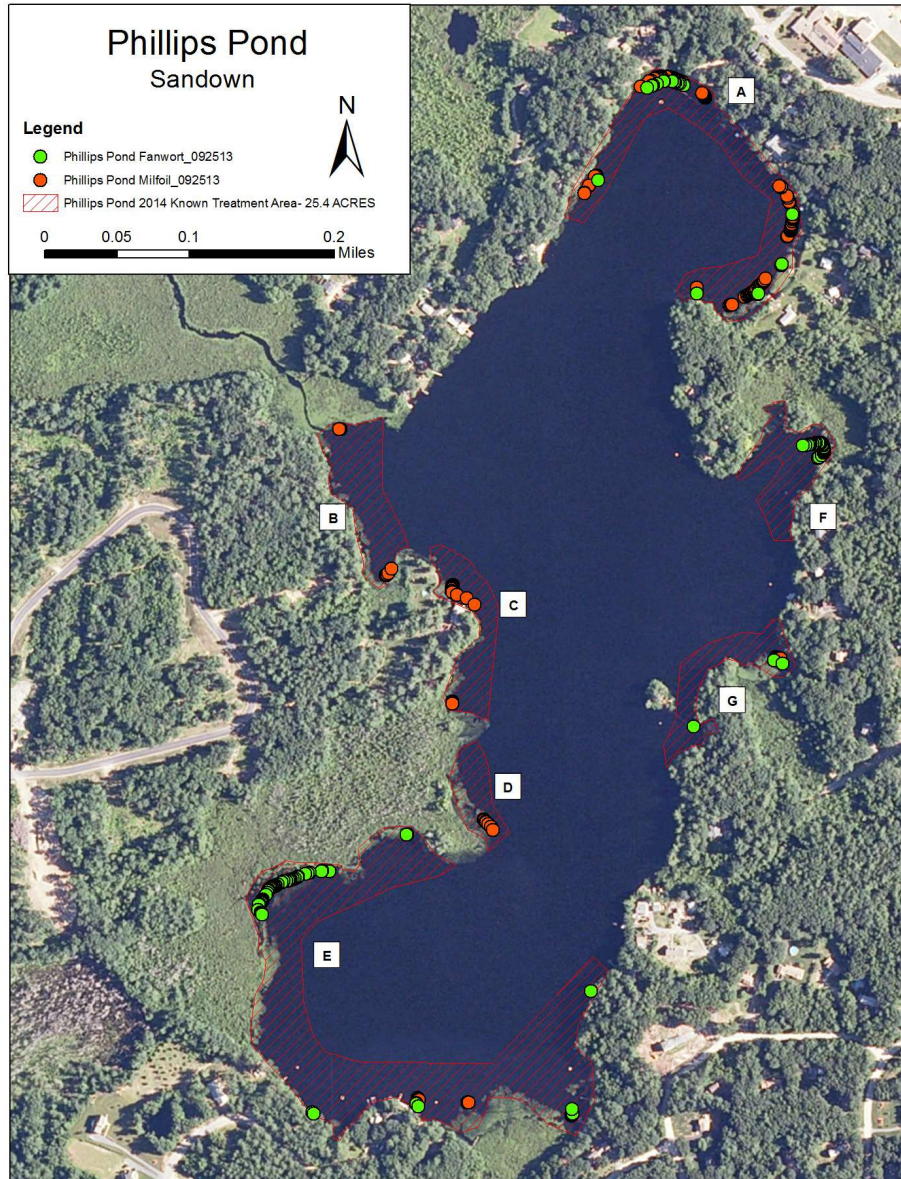 Phillips Pond
Sandown
N
Legend
Phillips Pond Fanwort_092513
Phillips Pond Milfoil_092513
Phillips Pond 2014 Known Treatment Area- 25.4 ACRES
0 0.05 0.1 0.2
Miles
A
B
F
C
G
D
E